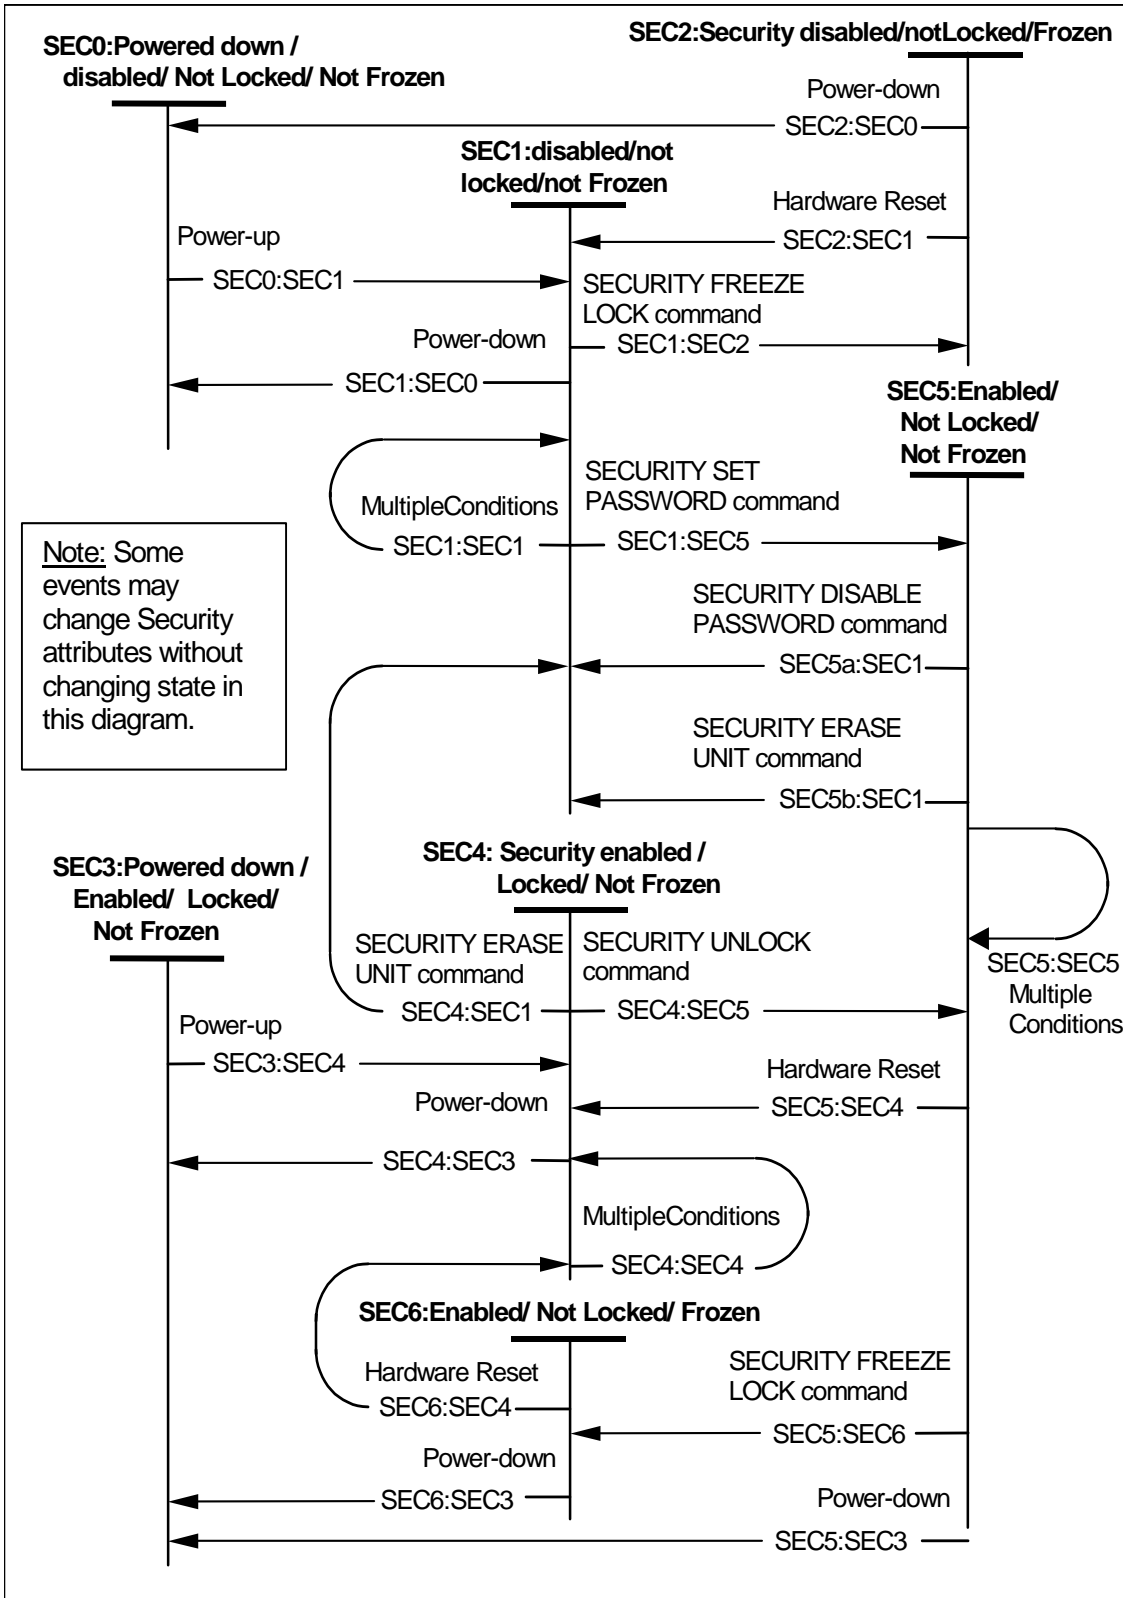 SEC0:Powered down /
disabled/ Not Locked/ Not Frozen
SEC2:Security disabled/notLocked/Frozen
Power-down
SEC2:SEC0
SEC1:disabled/not
locked/not Frozen
Hardware Reset
SEC2:SEC1
Power-up
SEC0:SEC1
SECURITY FREEZE
LOCK command
SEC1:SEC2
Power-down
SEC1:SEC0
SEC5:Enabled/
Not Locked/
Not Frozen
MultipleConditions
SEC1:SEC1
SECURITY SET
PASSWORD command
SEC1:SEC5
Note: Some
events may
change Security
attributes without
changing state in
this diagram.
SECURITY DISABLE
PASSWORD command
SEC5a:SEC1
SECURITY ERASE
UNIT command
SEC5b:SEC1
SEC3:Powered down /
Enabled/ Locked/
Not Frozen
SEC4: Security enabled /
Locked/ Not Frozen
SECURITY ERASE
UNIT command
SEC4:SEC1
SECURITY UNLOCK
command
SEC4:SEC5
SEC5:SEC5
Multiple
Conditions
Power-up
SEC3:SEC4
Hardware Reset
SEC5:SEC4
Power-down
SEC4:SEC3
MultipleConditions
SEC4:SEC4
SEC6:Enabled/ Not Locked/ Frozen
Hardware Reset
SEC6:SEC4
SECURITY FREEZE
LOCK command
SEC5:SEC6
Power-down
SEC6:SEC3
Power-down
SEC5:SEC3